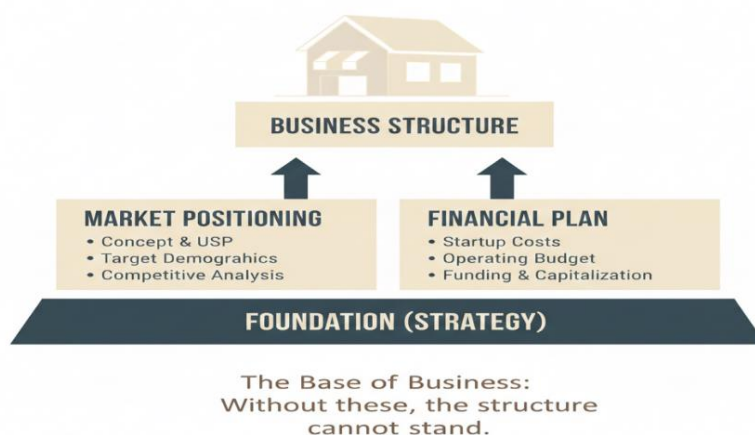 BUSINESS STRUCTURE
MARKET POSITIONING
• Concept & USP
• Target Demograhics
• Competitive Analysis
FINANCIAL PLAN
• Startup Costs
• Operating Budget
• Funding & Capitalization
FOUNDATION (STRATEGY)
The Base of Business:
Without these, the structure
cannot stand.